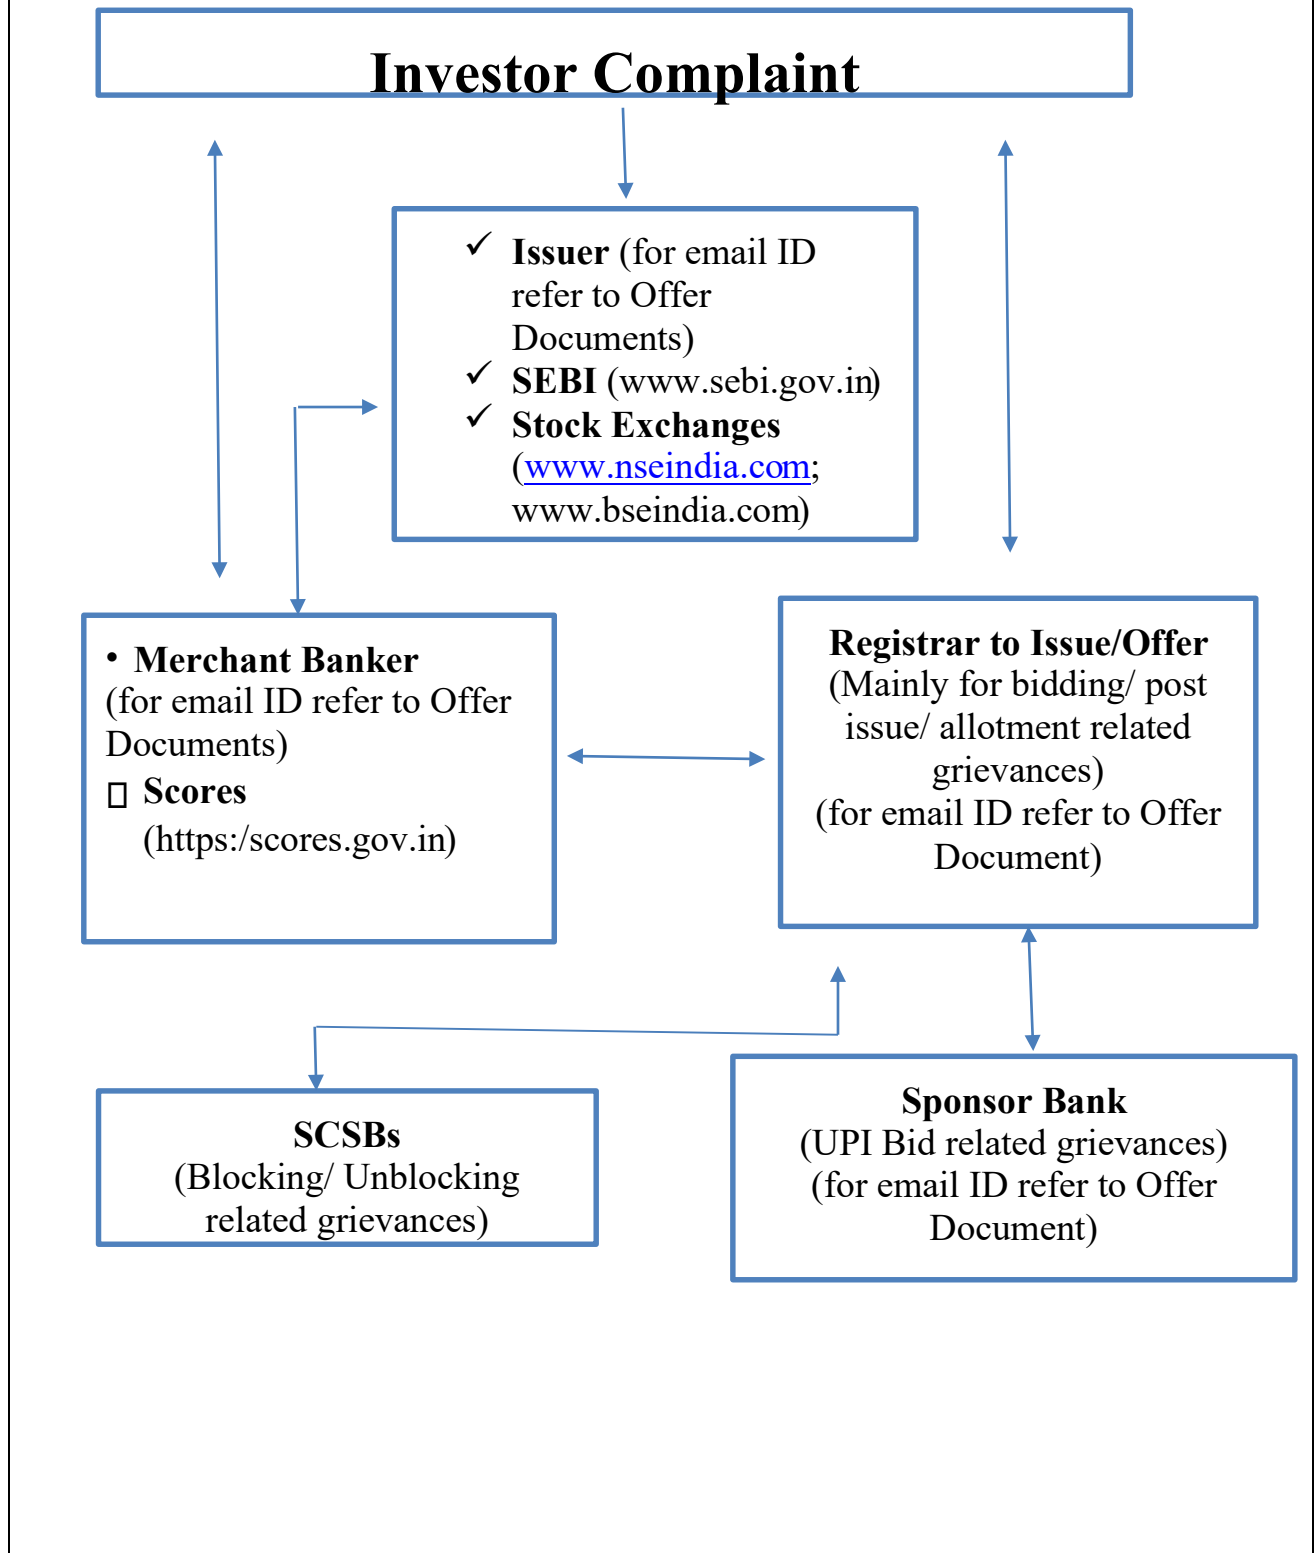 Investor Complaint
✓ Issuer (for email ID
refer to Offer
Documents)
✓ SEBI (www.sebi.gov.in)
✓ Stock Exchanges
(www.nseindia.com;
www.bseindia.com)
• Merchant Banker
(for email ID refer to Offer
Documents)
▯ Scores
(https:/scores.gov.in)
Registrar to Issue/Offer
(Mainly for bidding/ post
issue/ allotment related
grievances)
(for email ID refer to Offer
Document)
SCSBs
(Blocking/ Unblocking
related grievances)
Sponsor Bank
(UPI Bid related grievances)
(for email ID refer to Offer
Document)